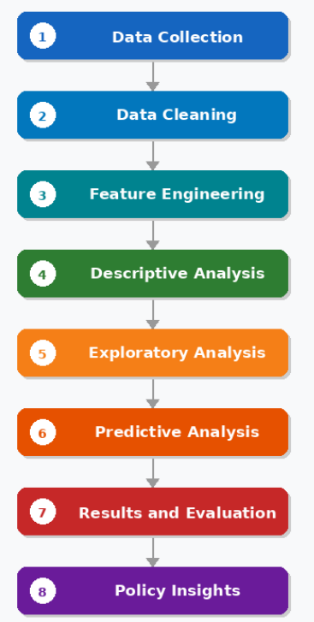 1 Data Collection
2 Data Cleaning
3 Feature Engineering
4 Descriptive Analysis
5 Exploratory Analysis
6 Predictive Analysis
7 Results and Evaluation
8 Policy Insights